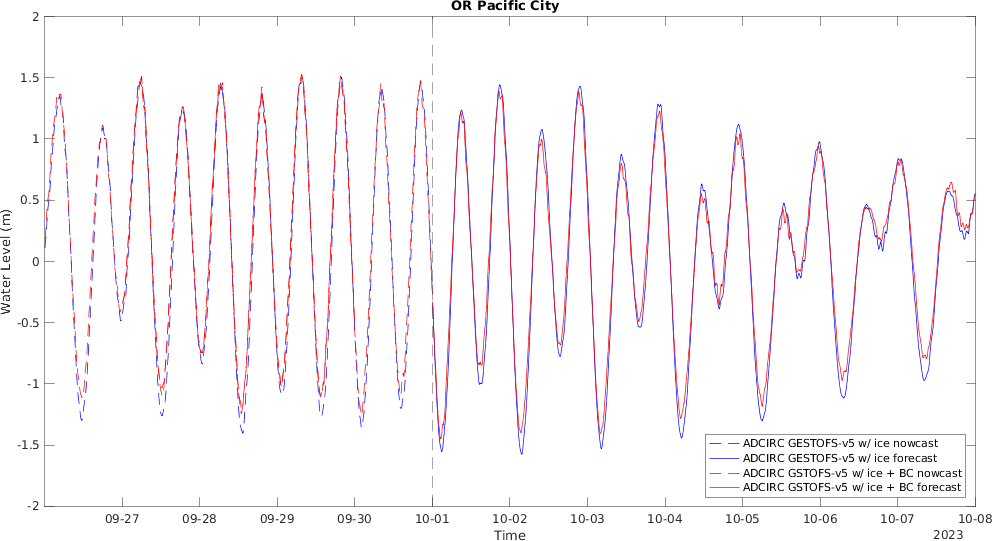 OR Pacific City
2
1.5
1
0.5
0
-0.5
-1
-1.5
-2
Water Level (m)
ADCIRC GESTOFS-v5 w/ ice nowcast
ADCIRC GESTOFS-v5 w/ ice forecast
ADCIRC GSTOFS-v5 w/ ice + BC nowcast
ADCIRC GSTOFS-v5 w/ ice + BC forecast
09-27 09-28 09-29 09-30 10-01 10-02 10-03 10-04 10-05 10-06 10-07 10-08
Time
2023